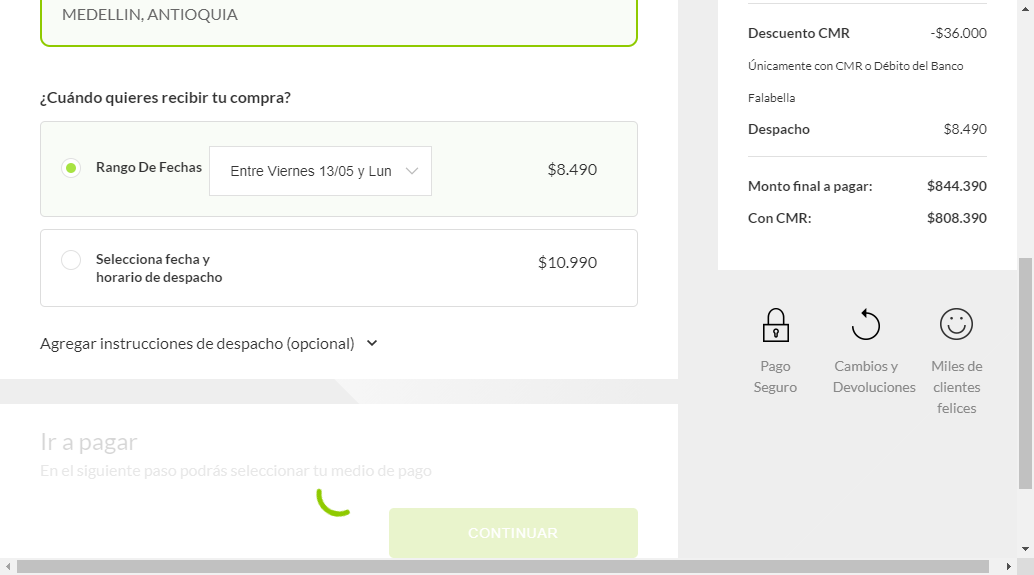 MEDELLIN, ANTIOQUIA
¿Cuándo quieres recibir tu compra?
Rango De Fechas
Entre Viernes 13/05 y Lun
$8.490
Selecciona fecha y
horario de despacho
$10.990
Agregar instrucciones de despacho (opcional)
Ir a pagar
En el siguiente paso podrás seleccionar tu medio de pago
CONTINUAR
Descuento CMR
-$36.000
Únicamente con CMR o Débito del Banco
Falabella
Despacho
$8.490
Monto final a pagar:
$844.390
Con CMR:
$808.390
Pago
Seguro
Cambios y
Devoluciones
Miles de
clientes
felices